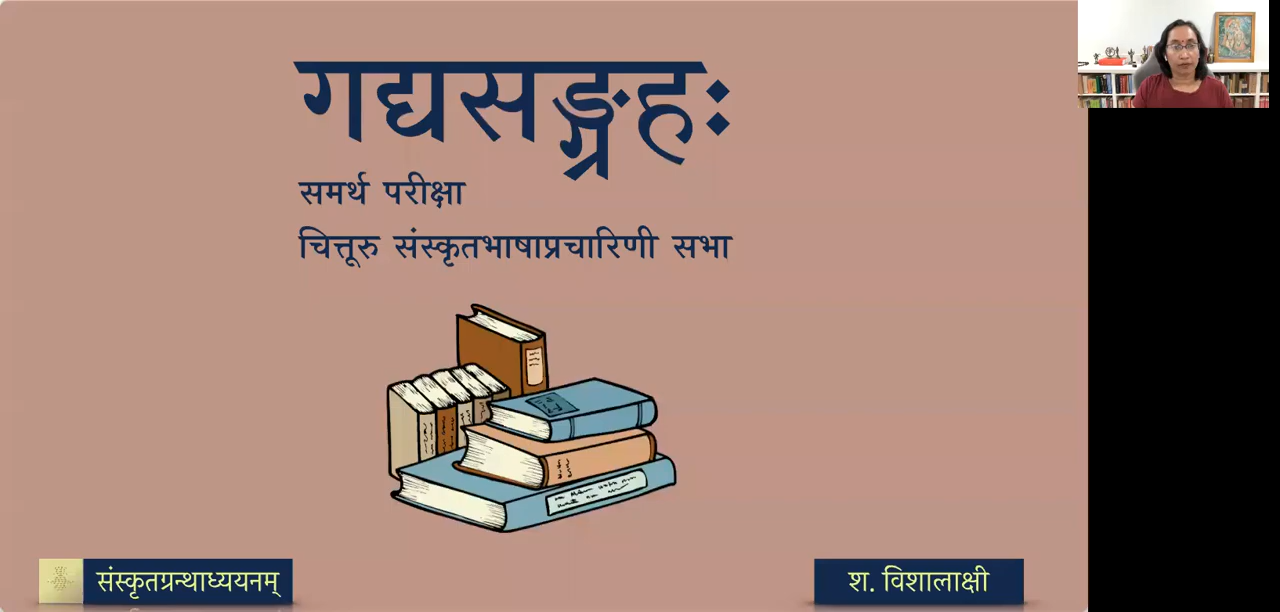 गद्यसङ्ग्रहः
समर्थ परीक्षा
चित्तूरु संस्कृतभाषाप्रचारिणी सभा
संस्कृतग्रन्थाध्ययनम्
श. विशालाक्षी